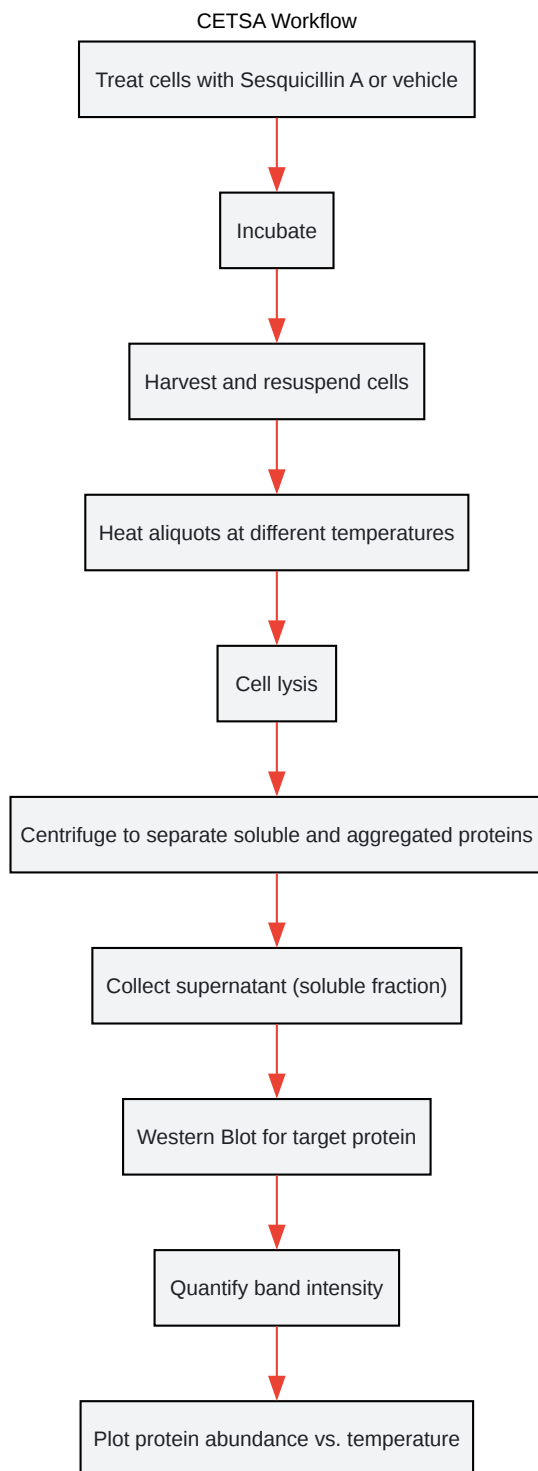 CETSA Workflow
Treat cells with Sesquicillin A or vehicle
Incubate
Harvest and resuspend cells
Heat aliquots at different temperatures
Cell lysis
Centrifuge to separate soluble and aggregated proteins
Collect supernatant (soluble fraction)
Western Blot for target protein
Quantify band intensity
Plot protein abundance vs. temperature